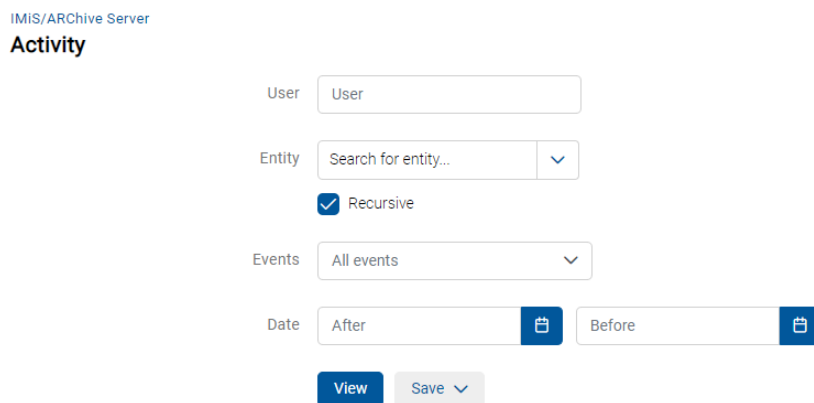 IMiS/ARChive Server
Activity
User User
Entity Search for entity...
Recursive
Events All events
Date After Before
View Save